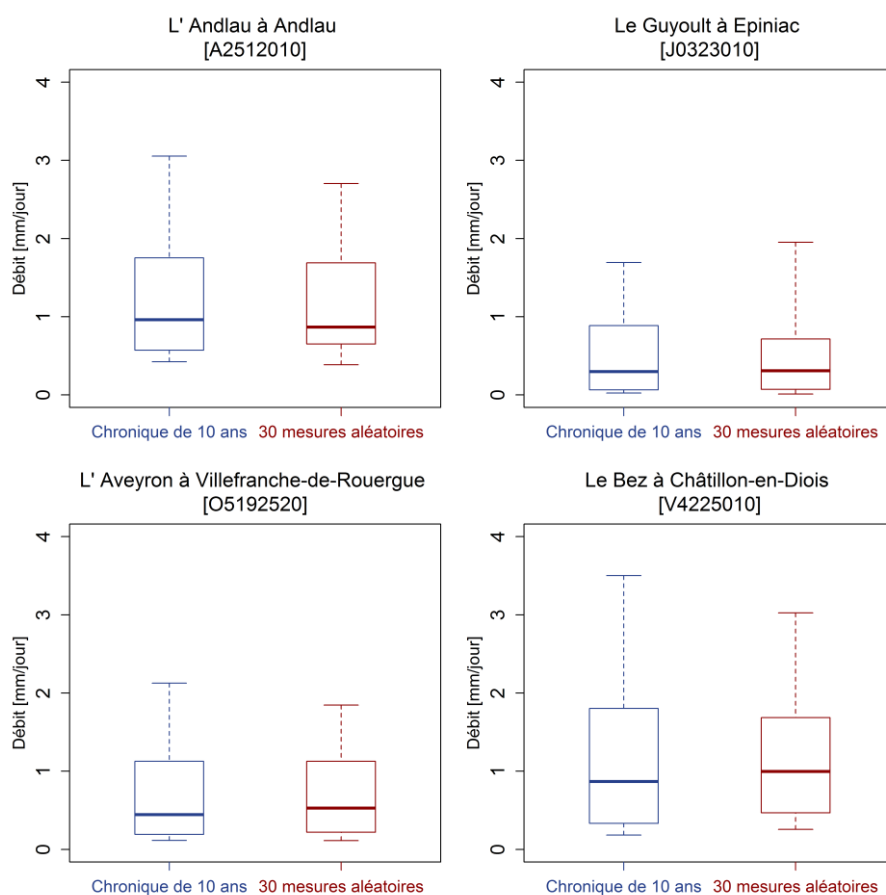 L' Andlau à Andlau
[A2512010]
Débit [mm/jour]
4
3
2
1
0
Chronique de 10 ans 30 mesures aléatoires
Le Guyoult à Epiniac
[J0323010]
Débit [mm/jour]
4
3
2
1
0
Chronique de 10 ans 30 mesures aléatoires
L' Aveyron à Villefranche-de-Rouergue
[O5192520]
Débit [mm/jour]
4
3
2
1
0
Chronique de 10 ans 30 mesures aléatoires
Le Bez à Châtillon-en-Diois
[V4225010]
Débit [mm/jour]
4
3
2
1
0
Chronique de 10 ans 30 mesures aléatoires